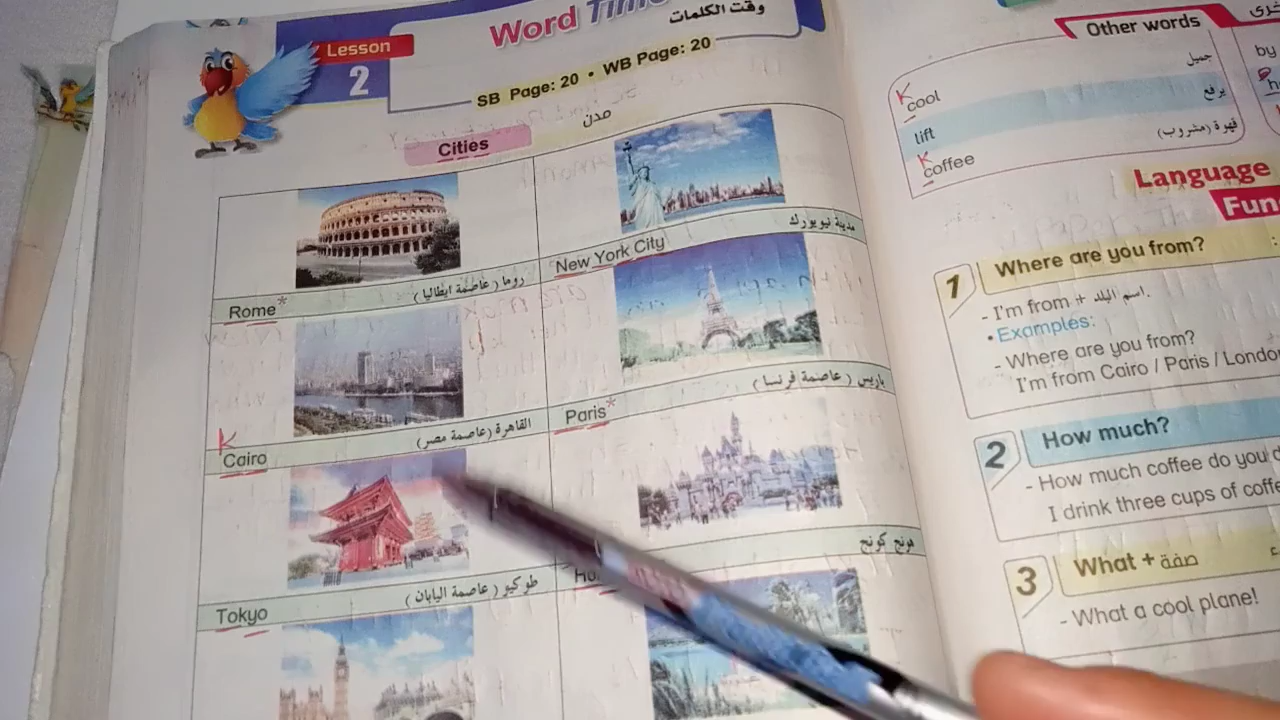 Lesson
2
Word Time
وقت الكلمات
SB Page: 20 • WB Page: 20
Cities
مدن
Rome*
روما (عاصمة ايطاليا)
New York City
مدينة نيويورك
K
Cairo
القاهرة (عاصمة مصر)
Paris*
باريس (عاصمة فرنسا)
Tokyo
طوكيو (عاصمة اليابان)
هونج كونج
Other words
K
cool
جميل
lift
يرفع
K
coffee
قهوة (مشروب)
by
Language
1
Where are you from?
- I'm from + اسم البلد.
• Examples:
- Where are you from?
I'm from Cairo / Paris / London
2
How much?
- How much coffee do you
I drink three cups of
3
What + صفة
- What a cool plane!